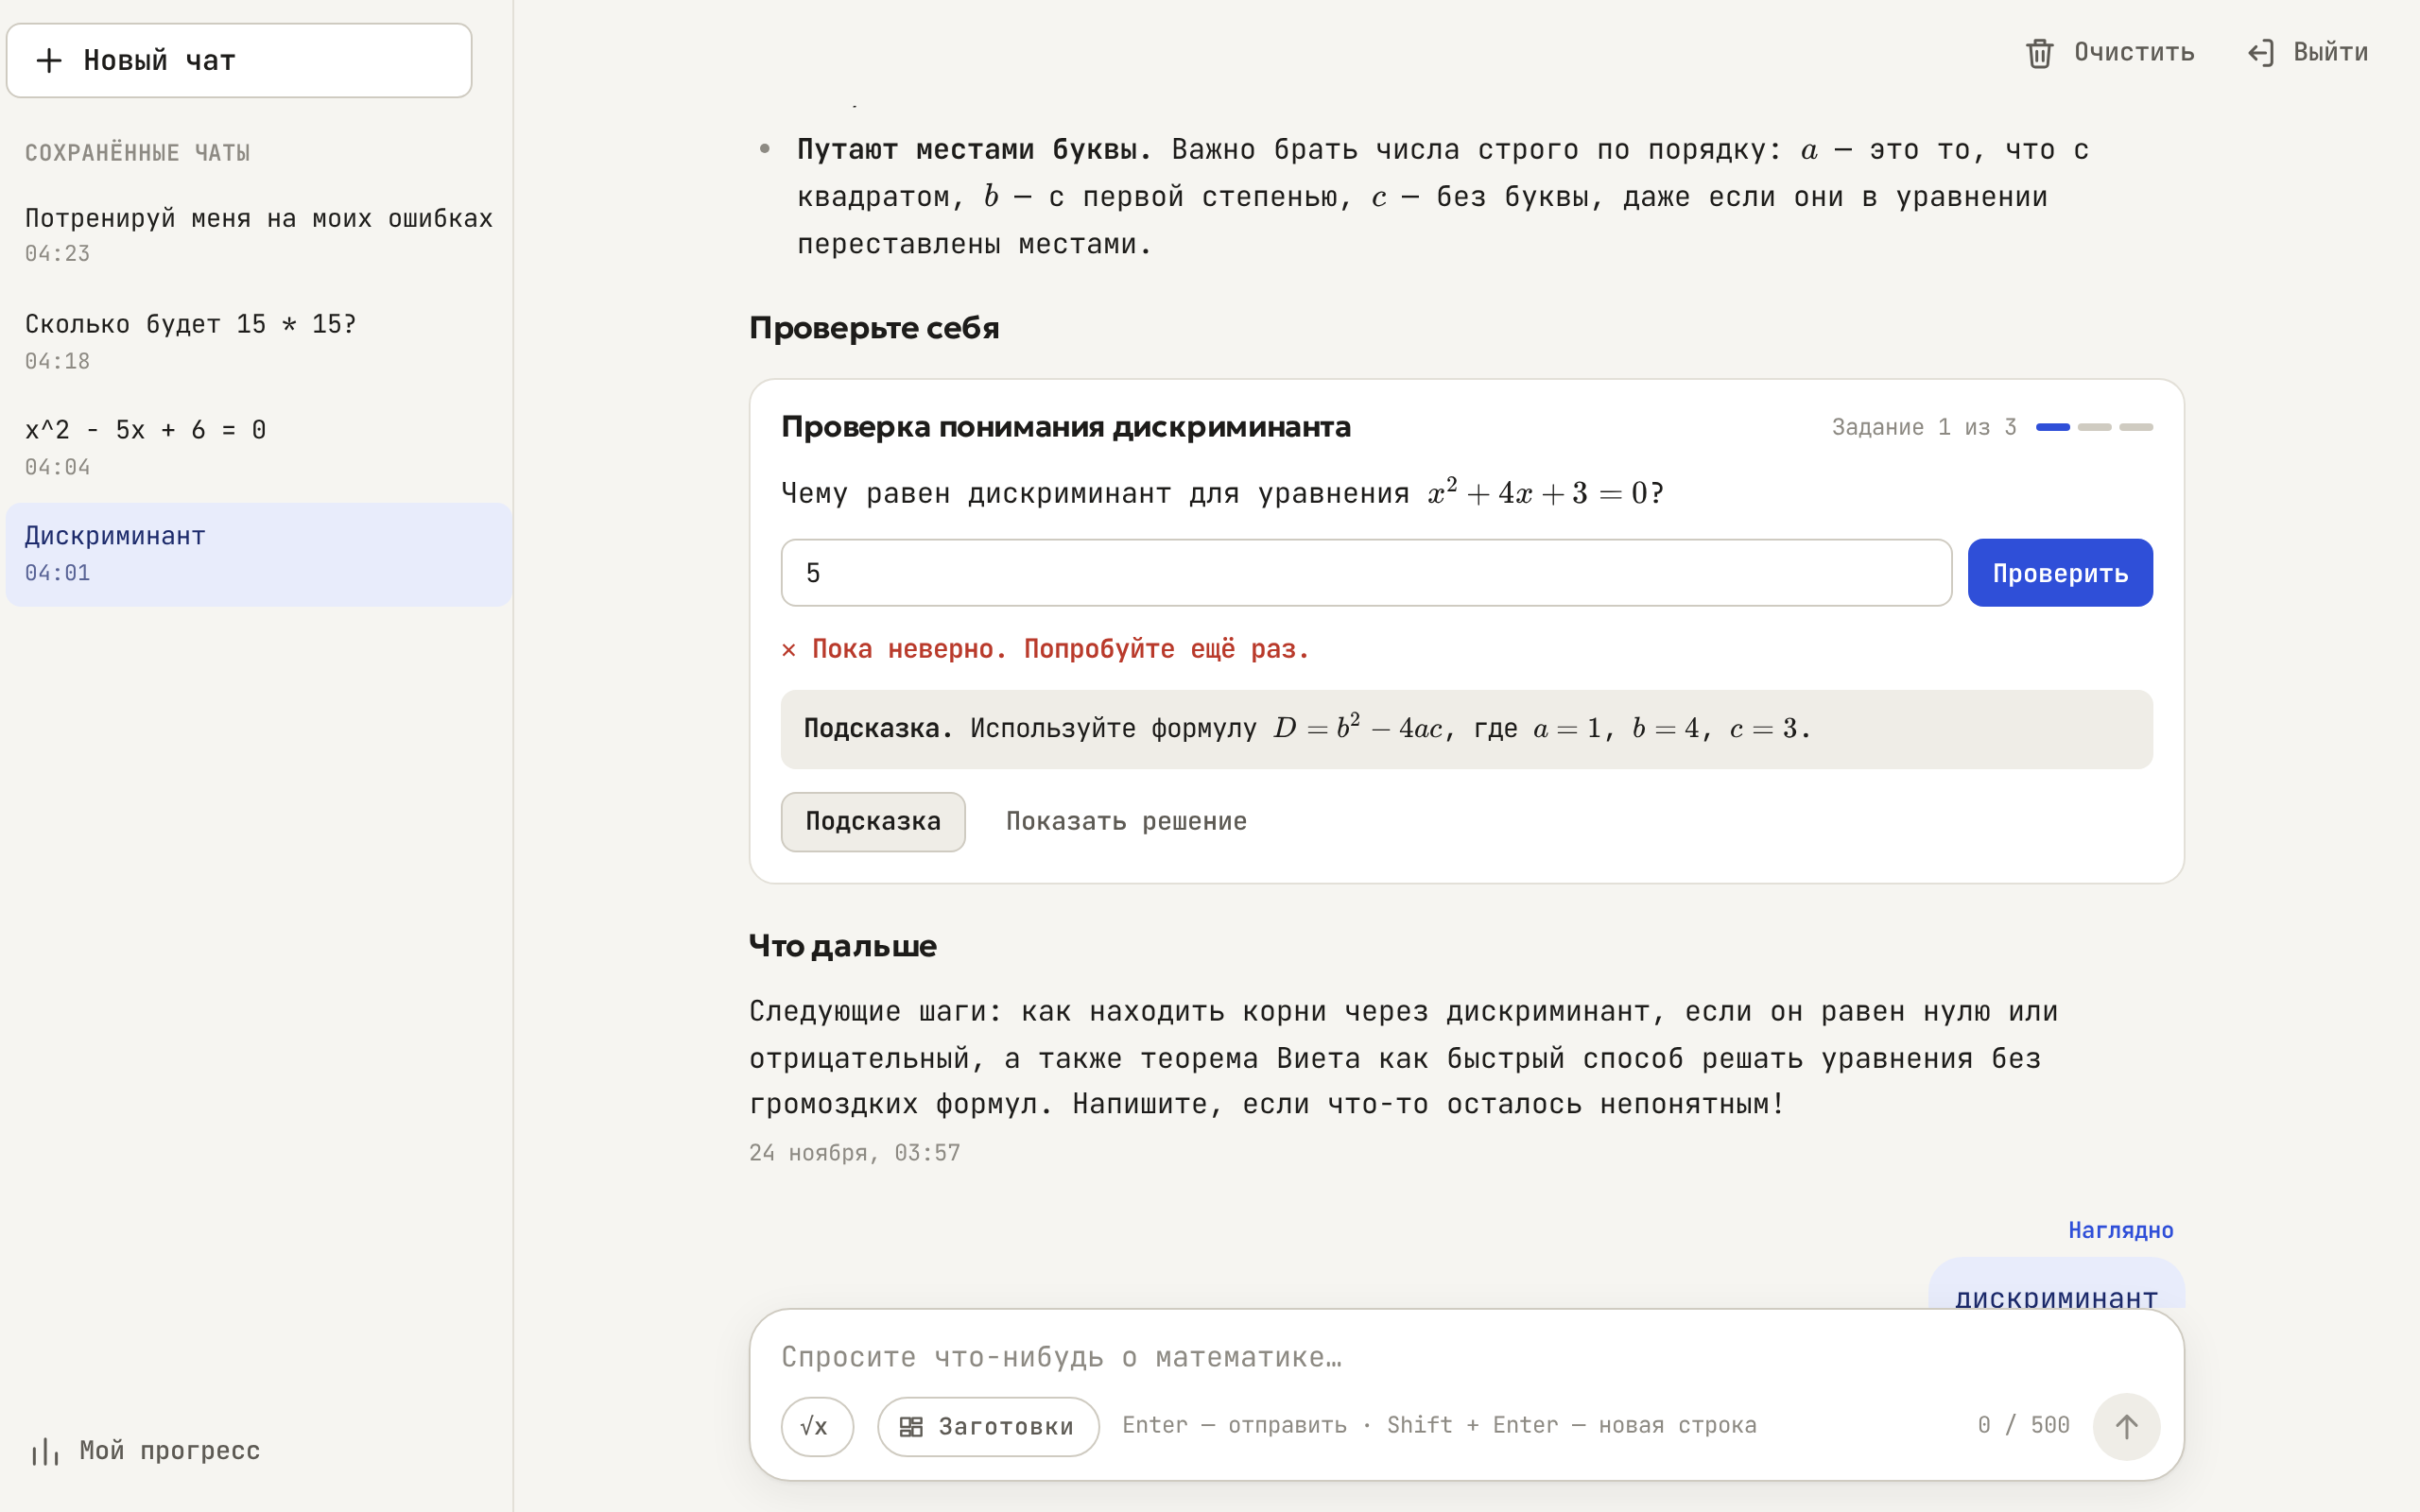 Новый чат
Очистить
Выйти
СОХРАНЁННЫЕ ЧАТЫ
Потренируй меня на моих ошибках
04:23
Сколько будет 15 * 15?
04:18
x^2 - 5x + 6 = 0
04:04
Дискриминант
04:01
Мой прогресс
• Путают местами буквы. Важно брать числа строго по порядку: a — это то, что с
квадратом, b — с первой степенью, c — без буквы, даже если они в уравнении
переставлены местами.
Проверьте себя
Проверка понимания дискриминанта
Задание 1 из 3
Чему равен дискриминант для уравнения x² + 4x + 3 = 0?
5
Проверить
× Пока неверно. Попробуйте ещё раз.
Подсказка. Используйте формулу D = b² − 4ac, где a = 1, b = 4, c = 3.
Подсказка
Показать решение
Что дальше
Следующие шаги: как находить корни через дискриминант, если он равен нулю или
отрицательный, а также теорема Виета как быстрый способ решать уравнения без
громоздких формул. Напишите, если что-то осталось непонятным!
24 ноября, 03:57
Наглядно
дискриминант
Спросите что-нибудь о математике…
√x
Заготовки
Enter — отправить · Shift + Enter — новая строка
0 / 500